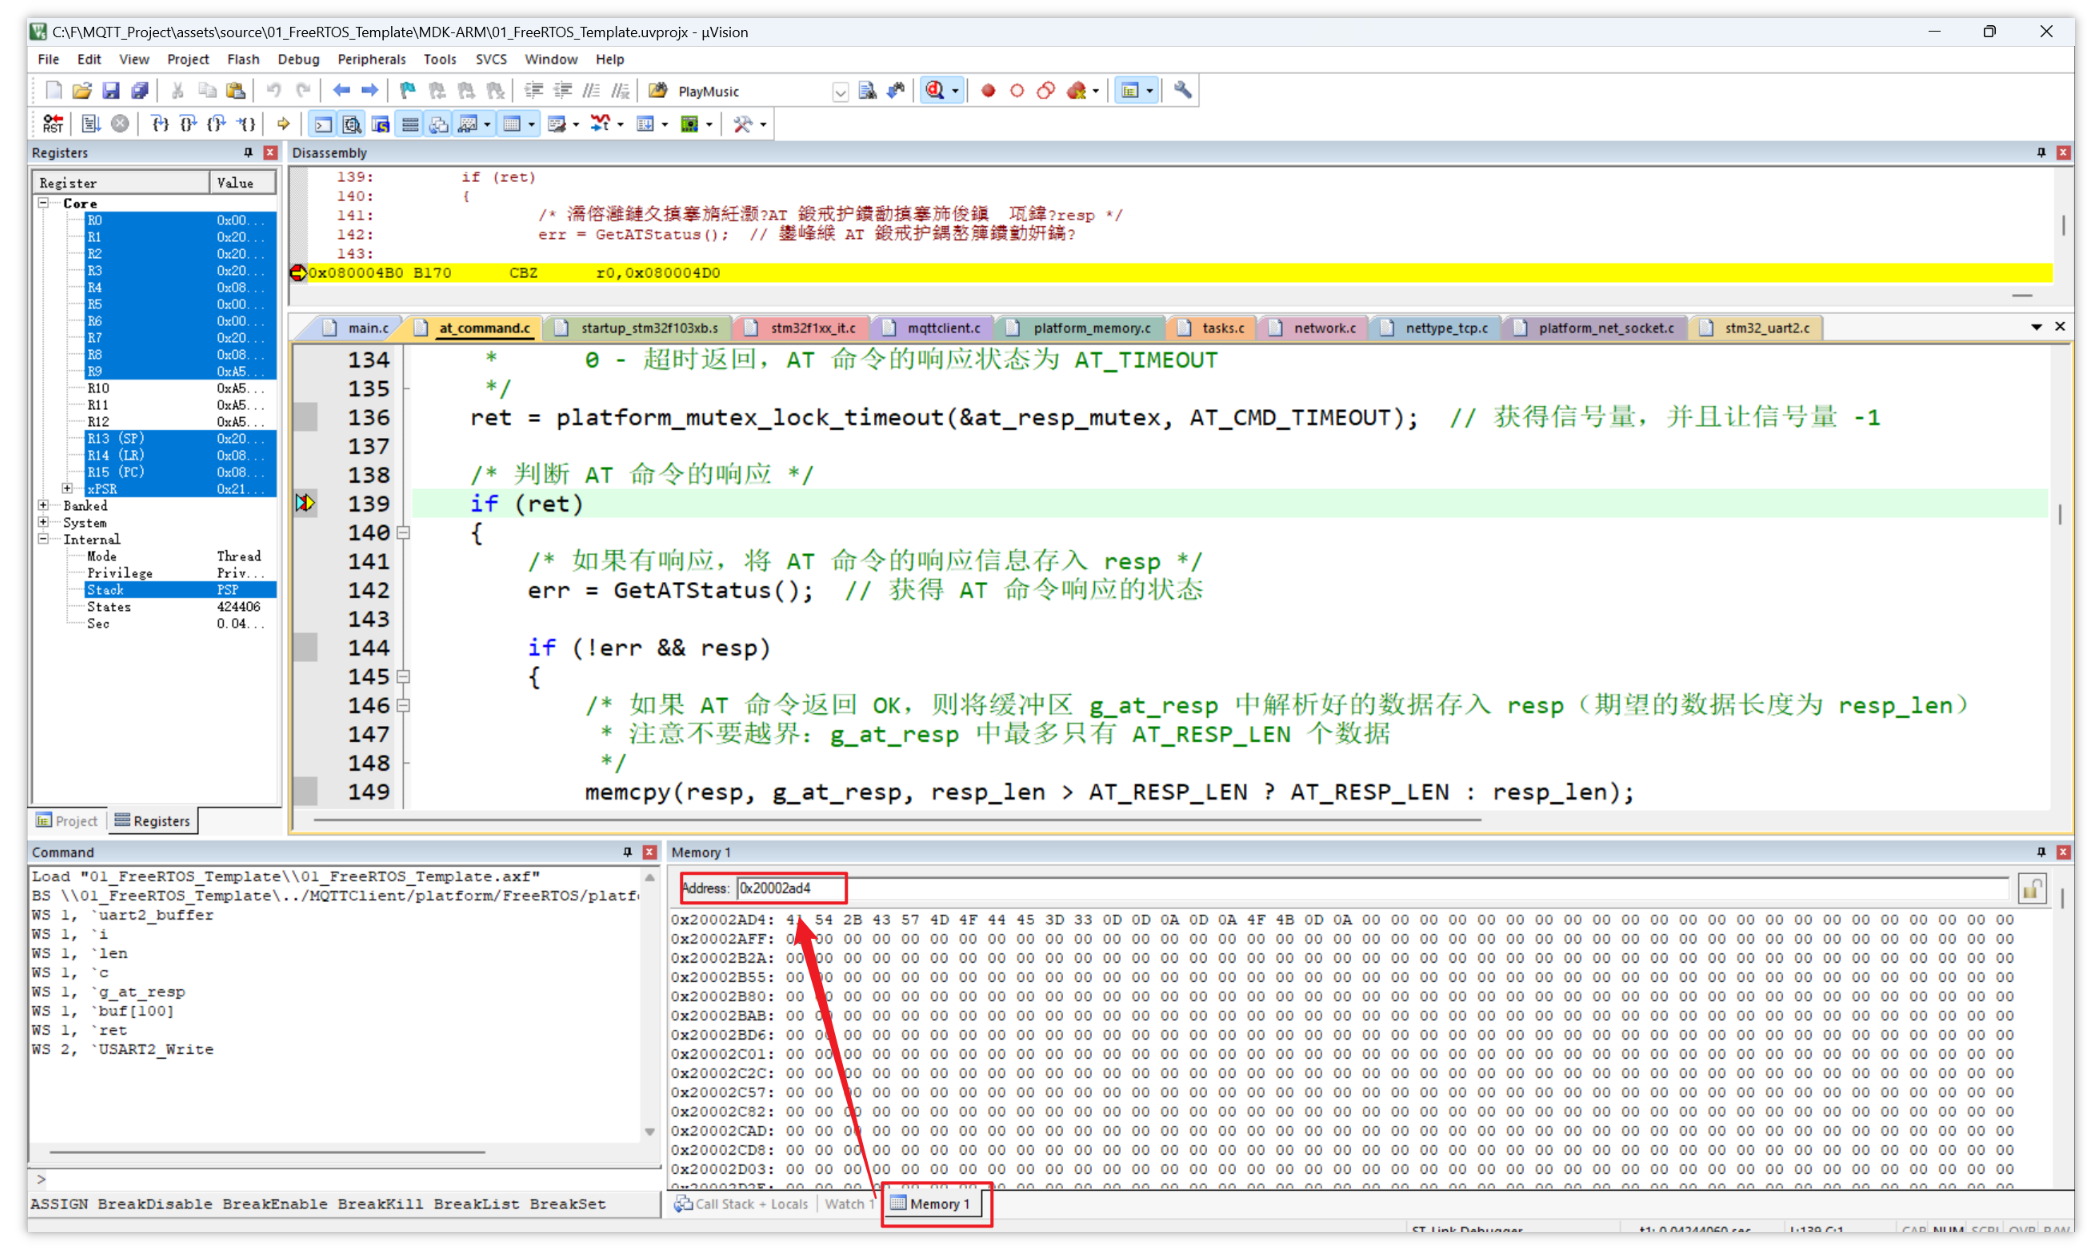 C:\F\MQTT_Project\assets\source\01_FreeRTOS_Template\MDK-ARM\01_FreeRTOS_Template.uvprojx - µVision
File Edit View Project Flash Debug Peripherals Tools SVCS Window Help
PlayMusic
Registers
Register Value
Core
R0 0x00...
R1 0x20...
R2 0x20...
R3 0x20...
R4 0x08...
R5 0x00...
R6 0x00...
R7 0x20...
R8 0x08...
R9 0xA5...
R10 0xA5...
R11 0xA5...
R12 0xA5...
R13 (SP) 0x20...
R14 (LR) 0x08...
R15 (PC) 0x08...
xPSR 0x21...
Banked
System
Internal
Mode Thread
Privilege Priv...
Stack PSP
States 424406
Sec 0.04...
Project Registers
Disassembly
139: if (ret)
140: {
141: /* resp */
142: err = GetATStatus(); // AT
143:
0x080004B0 B170 CBZ r0,0x080004D0
main.c at_command.c startup_stm32f103xb.s stm32f1xx_it.c mqttclient.c platform_memory.c tasks.c network.c nettype_tcp.c platform_net_socket.c stm32_uart2.c
134 * 0 - 超时返回，AT 命令的响应状态为 AT_TIMEOUT
135 */
136 ret = platform_mutex_lock_timeout(&at_resp_mutex, AT_CMD_TIMEOUT); // 获得信号量，并且让信号量 -1
137
138 /* 判断 AT 命令的响应 */
139 if (ret)
140 {
141 /* 如果有响应，将 AT 命令的响应信息存入 resp */
142 err = GetATStatus(); // 获得 AT 命令响应的状态
143
144 if (!err && resp)
145 {
146 /* 如果 AT 命令返回 OK，则将缓冲区 g_at_resp 中解析好的数据存入 resp（期望的数据长度为 resp_len）
147 * 注意不要越界：g_at_resp 中最多只有 AT_RESP_LEN 个数据
148 */
149 memcpy(resp, g_at_resp, resp_len > AT_RESP_LEN ? AT_RESP_LEN : resp_len);
Command
Load "01_FreeRTOS_Template\\01_FreeRTOS_Template.axf"
BS \\01_FreeRTOS_Template\../MQTTClient/platform/FreeRTOS/platf
WS 1, `uart2_buffer
WS 1, `i
WS 1, `len
WS 1, `c
WS 1, `g_at_resp
WS 1, `buf[100]
WS 1, `ret
WS 2, `USART2_Write
>
ASSIGN BreakDisable BreakEnable BreakKill BreakList BreakSet
Memory 1
Address: 0x20002ad4
0x20002AD4: 41 54 2B 43 57 4D 4F 44 45 3D 33 0D 0D 0A 0D 0A 4F 4B 0D 0A 00 00 00 00 00 00 00 00 00 00 00 00 00 00 00 00 00 00 00 00 00 00 00
0x20002AFF: 00 00 00 00 00 00 00 00 00 00 00 00 00 00 00 00 00 00 00 00 00 00 00 00 00 00 00 00 00 00 00 00 00 00 00 00 00 00 00 00 00 00 00
0x20002B2A: 00 00 00 00 00 00 00 00 00 00 00 00 00 00 00 00 00 00 00 00 00 00 00 00 00 00 00 00 00 00 00 00 00 00 00 00 00 00 00 00 00 00 00
0x20002B55: 00 00 00 00 00 00 00 00 00 00 00 00 00 00 00 00 00 00 00 00 00 00 00 00 00 00 00 00 00 00 00 00 00 00 00 00 00 00 00 00 00 00 00
0x20002B80: 00 00 00 00 00 00 00 00 00 00 00 00 00 00 00 00 00 00 00 00 00 00 00 00 00 00 00 00 00 00 00 00 00 00 00 00 00 00 00 00 00 00 00
0x20002BAB: 00 00 00 00 00 00 00 00 00 00 00 00 00 00 00 00 00 00 00 00 00 00 00 00 00 00 00 00 00 00 00 00 00 00 00 00 00 00 00 00 00 00 00
0x20002BD6: 00 00 00 00 00 00 00 00 00 00 00 00 00 00 00 00 00 00 00 00 00 00 00 00 00 00 00 00 00 00 00 00 00 00 00 00 00 00 00 00 00 00 00
0x20002C01: 00 00 00 00 00 00 00 00 00 00 00 00 00 00 00 00 00 00 00 00 00 00 00 00 00 00 00 00 00 00 00 00 00 00 00 00 00 00 00 00 00 00 00
0x20002C2C: 00 00 00 00 00 00 00 00 00 00 00 00 00 00 00 00 00 00 00 00 00 00 00 00 00 00 00 00 00 00 00 00 00 00 00 00 00 00 00 00 00 00 00
0x20002C57: 00 00 00 00 00 00 00 00 00 00 00 00 00 00 00 00 00 00 00 00 00 00 00 00 00 00 00 00 00 00 00 00 00 00 00 00 00 00 00 00 00 00 00
0x20002C82: 00 00 00 00 00 00 00 00 00 00 00 00 00 00 00 00 00 00 00 00 00 00 00 00 00 00 00 00 00 00 00 00 00 00 00 00 00 00 00 00 00 00 00
0x20002CAD: 00 00 00 00 00 00 00 00 00 00 00 00 00 00 00 00 00 00 00 00 00 00 00 00 00 00 00 00 00 00 00 00 00 00 00 00 00 00 00 00 00 00 00
0x20002CD8: 00 00 00 00 00 00 00 00 00 00 00 00 00 00 00 00 00 00 00 00 00 00 00 00 00 00 00 00 00 00 00 00 00 00 00 00 00 00 00 00 00 00 00
0x20002D03: 00 00 00 00 00 00 00 00 00 00 00 00 00 00 00 00 00 00 00 00 00 00 00 00 00 00 00 00 00 00 00 00 00 00 00 00 00 00 00 00 00 00 00
Call Stack + Locals Watch 1 Memory 1
ST-Link Debugger t1: 0.04244060 sec L:139 C:1 CAP NUM SCRL OVR R/W